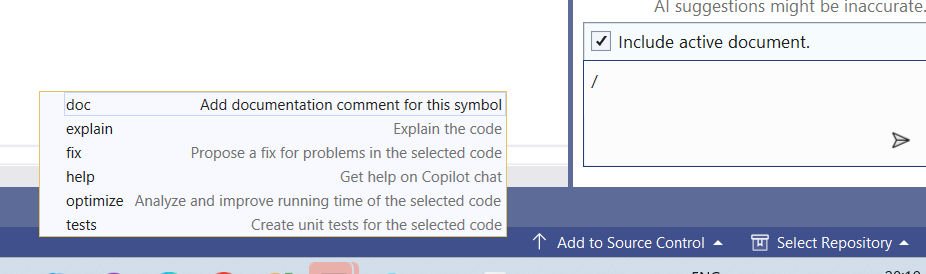 AI suggestions might be inaccurate.
Include active document.
/
doc Add documentation comment for this symbol
explain Explain the code
fix Propose a fix for problems in the selected code
help Get help on Copilot chat
optimize Analyze and improve running time of the selected code
tests Create unit tests for the selected code
Add to Source Control
Select Repository